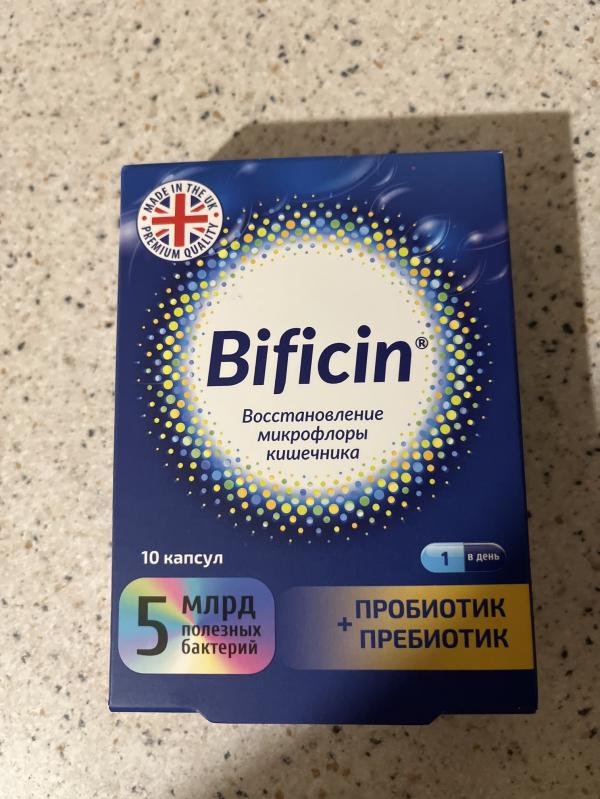 MADE IN THE UK
PREMIUM QUALITY
Bificin®
Восстановление
микрофлоры
кишечника
10 капсул
1 в день
5 млрд
полезных
бактерий
+ ПРОБИОТИК
ПРЕБИОТИК